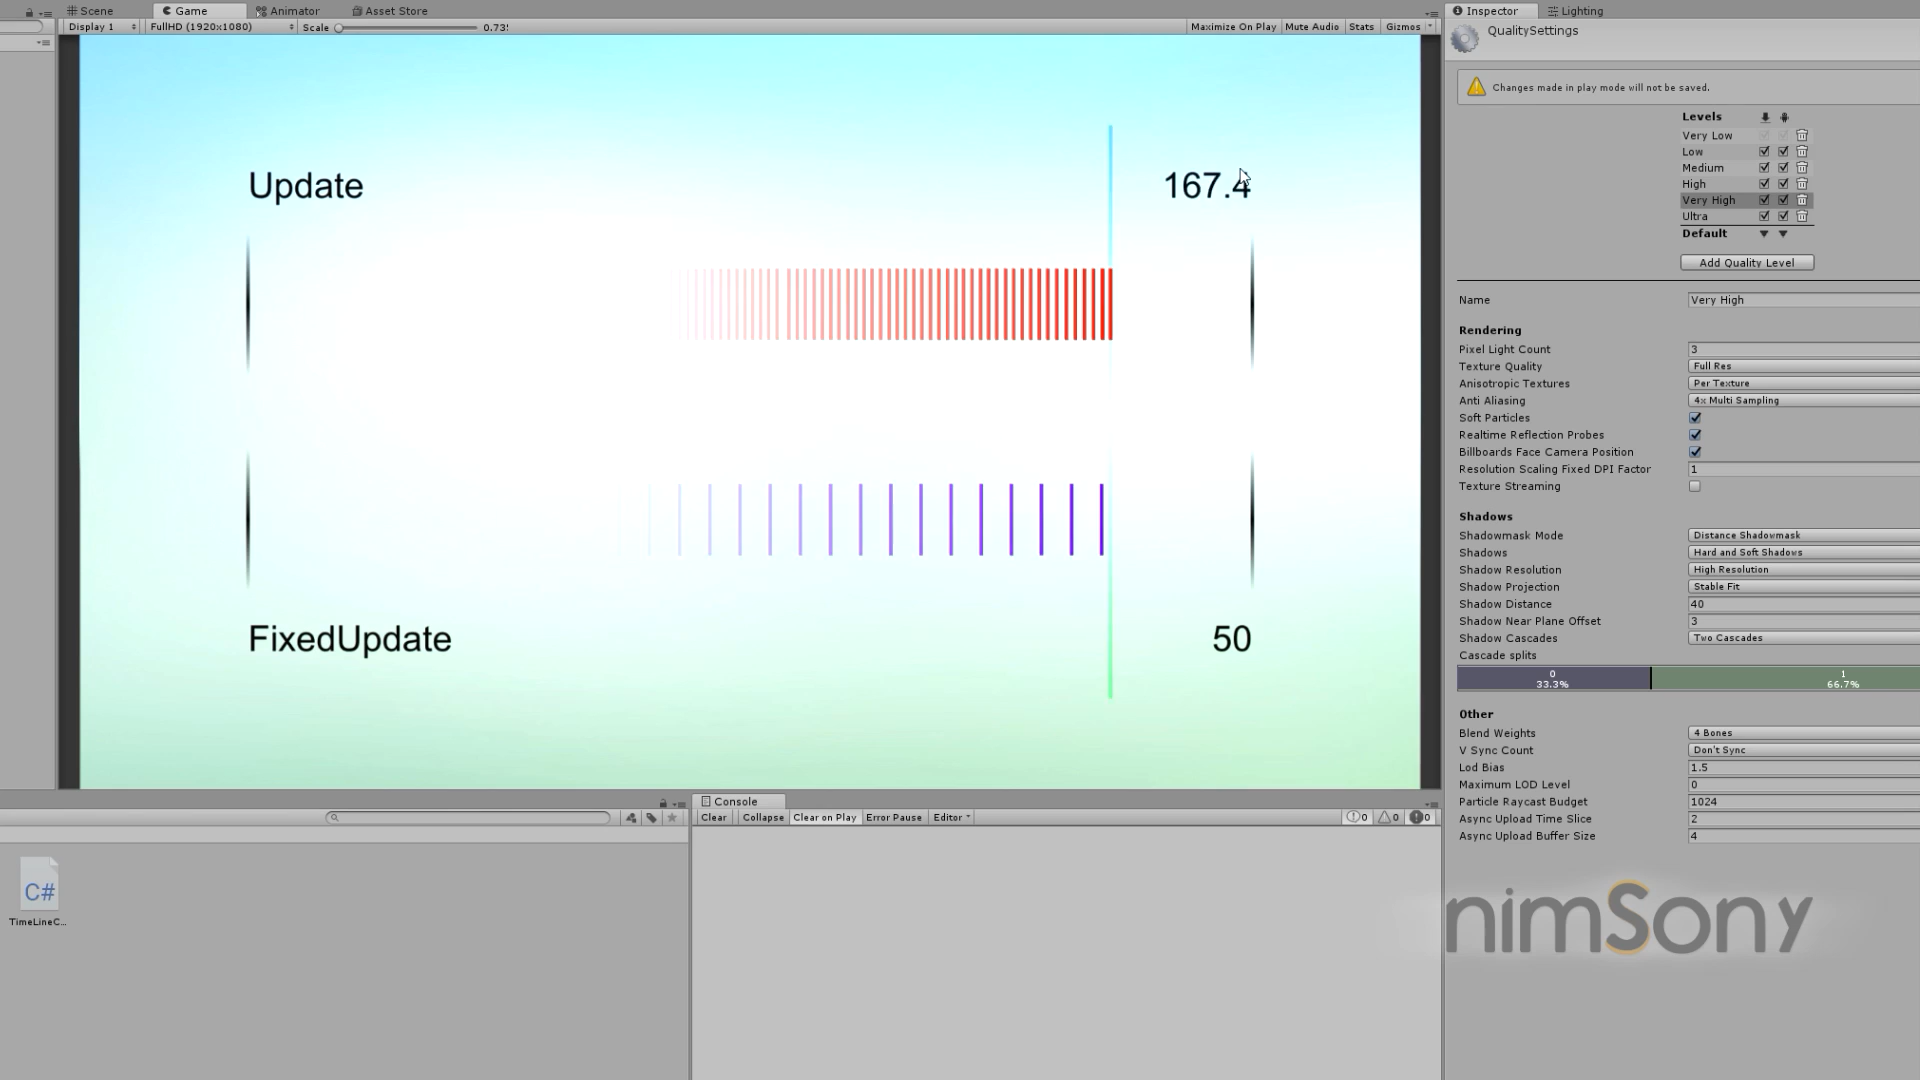 Scene
Game
Animator
Asset Store
Inspector
Lighting
Display 1
FullHD (1920x1080)
Scale
0.73
Maximize On Play
Mute Audio
Stats
Gizmos
QualitySettings
Changes made in play mode will not be saved.
Levels
Very Low
Low
Medium
High
Very High
Ultra
Default
Add Quality Level
Update
167.4
FixedUpdate
50
Name
Very High
Rendering
Pixel Light Count
3
Texture Quality
Full Res
Anisotropic Textures
Per Texture
Anti Aliasing
4x Multi Sampling
Soft Particles
Realtime Reflection Probes
Billboards Face Camera Position
Resolution Scaling Fixed DPI Factor
1
Texture Streaming
Shadows
Shadowmask Mode
Distance Shadowmask
Shadows
Hard and Soft Shadows
Shadow Resolution
High Resolution
Shadow Projection
Stable Fit
Shadow Distance
40
Shadow Near Plane Offset
3
Shadow Cascades
Two Cascades
Cascade splits
0
33.3%
1
66.7%
Other
Blend Weights
4 Bones
V Sync Count
Don't Sync
Lod Bias
1.5
Maximum LOD Level
0
Particle Raycast Budget
1024
Async Upload Time Slice
2
Async Upload Buffer Size
4
Console
Clear
Collapse
Clear on Play
Error Pause
Editor
0
0
0
C#
TimeLineC...
nimSony